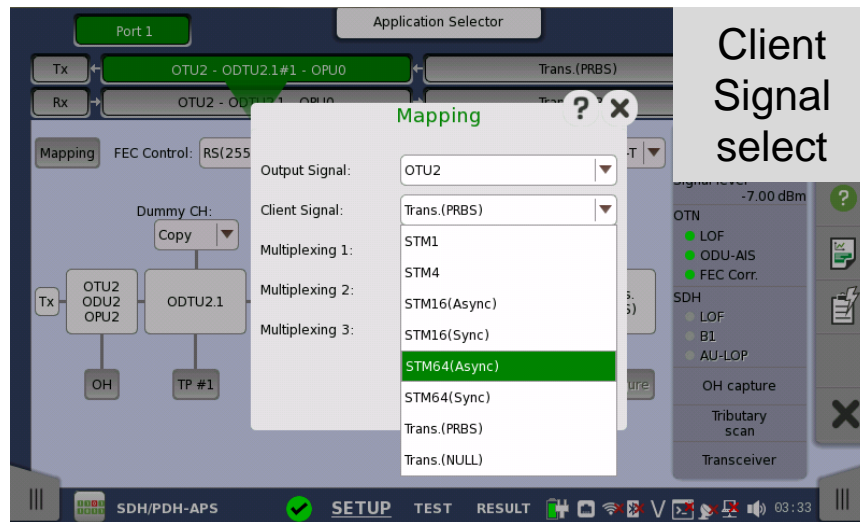 Port 1
Application Selector
Client
Signal
select
Tx
OTU2 - ODTU2.1#1 - OPU0
Trans.(PRBS)
Rx
Mapping
Mapping
FEC Control:
RS(255
-T
Output Signal:
OTU2
Client Signal:
Trans.(PRBS)
Multiplexing 1:
Multiplexing 2:
Multiplexing 3:
STM1
STM4
STM16(Async)
STM16(Sync)
STM64(Async)
STM64(Sync)
Trans.(PRBS)
Trans.(NULL)
Dummy CH:
Copy
Tx
OTU2
ODU2
OPU2
ODTU2.1
OH
TP #1
-7.00 dBm
OTN
LOF
ODU-AIS
FEC Corr.
SDH
LOF
B1
AU-LOP
OH capture
Tributary
scan
Transceiver
SDH/PDH-APS
SETUP
TEST
RESULT
V
03:33